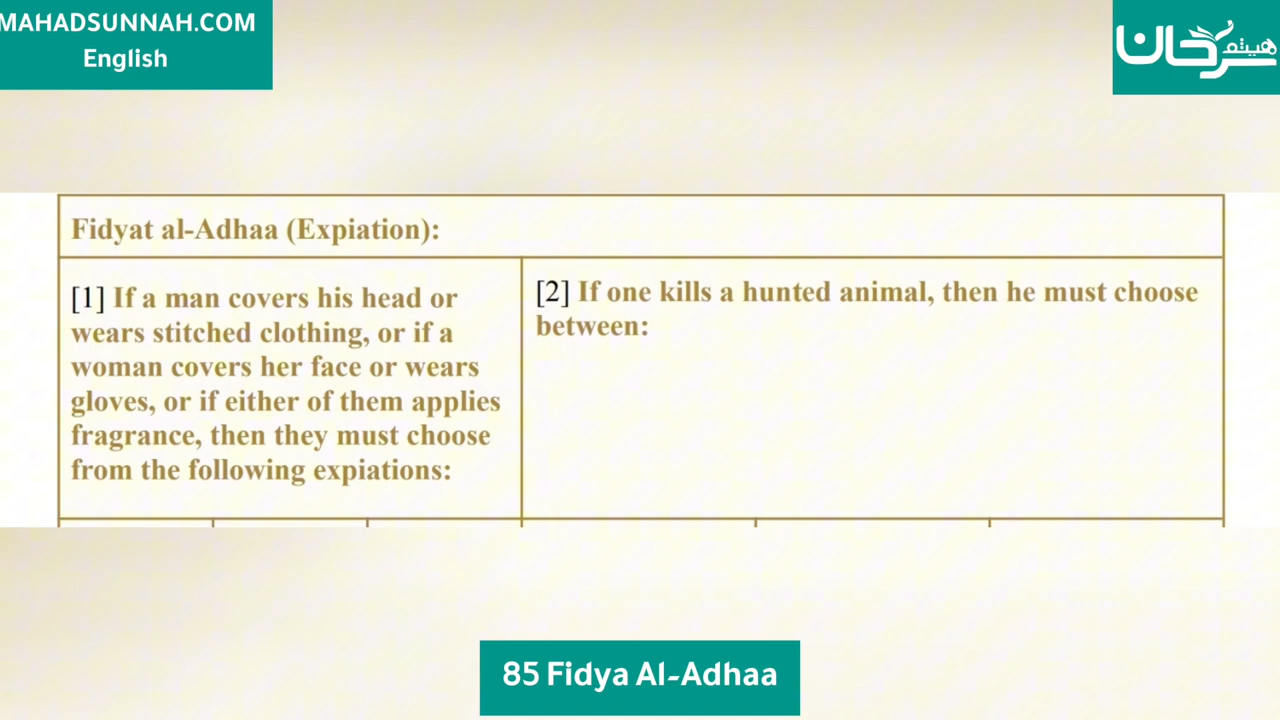 MAHADSUNNAH.COM
English
هيثم
سرحان
Fidyat al-Adhaa (Expiation):
[1] If a man covers his head or
wears stitched clothing, or if a
woman covers her face or wears
gloves, or if either of them applies
fragrance, then they must choose
from the following expiations:
[2] If one kills a hunted animal, then he must choose
between:
85 Fidya Al-Adhaa